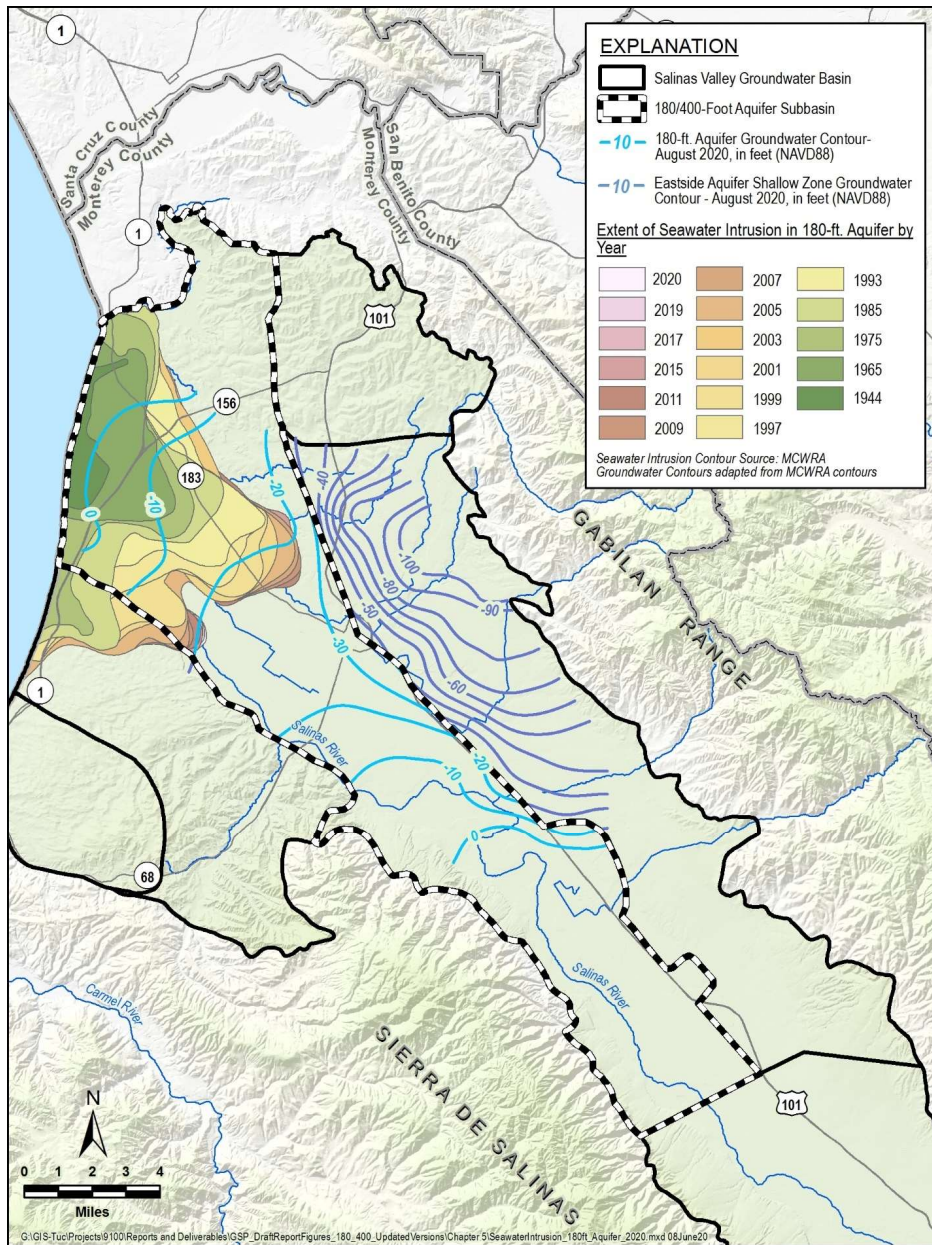 EXPLANATION
Salinas Valley Groundwater Basin
180/400-Foot Aquifer Subbasin
10
180-ft. Aquifer Groundwater Contour-
August 2020, in feet (NAVD88)
10
Eastside Aquifer Shallow Zone Groundwater
Contour - August 2020, in feet (NAVD88)
Extent of Seawater Intrusion in 180-ft. Aquifer by
Year
2020
2019
2017
2015
2011
2009
2007
2005
2003
2001
1999
1997
1993
1985
1975
1965
1944
Seawater Intrusion Contour Source: MCWRA
Groundwater Contours adapted from MCWRA contours
1
Santa Cruz County
Monterey County
San Benito County
Monterey County
1
101
156
183
0
-10
-20
-40
-100
-80
-50
-90
-30
-60
GABILAN
RANGE
1
Salinas River
-10
-20
0
68
Salinas River
Carmel River
SIERRA DE SALINAS
101
N
0 1 2 3 4
Miles
G:\GIS-Tuc\Projects\9100\Reports and Deliverables\GSP_DraftReportFigures_180_400_UpdatedVersions\Chapter 5\SeawaterIntrusion_180ft_Aquifer_2020.mxd 08June20